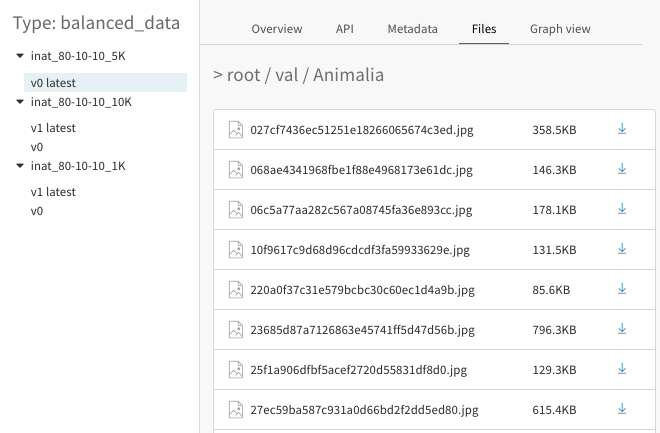 Type: balanced_data
inat_80-10-10_5K
v0 latest
inat_80-10-10_10K
v1 latest
v0
inat_80-10-10_1K
v1 latest
v0
Overview API Metadata Files Graph view
> root / val / Animalia
027cf7436ec51251e18266065674c3ed.jpg 358.5KB
068ae4341968fbe1f88e4968173e61dc.jpg 146.3KB
06c5a77aa282c567a08745fa36e893cc.jpg 178.1KB
10f9617c9d68d96cdcdf3fa59933629e.jpg 131.5KB
220a0f37c31e579bcbc30c60ec1d4a9b.jpg 85.6KB
23685d87a7126863e45741ff5d47d56b.jpg 796.3KB
25f1a906dfbf5acef2720d55831df8d0.jpg 129.3KB
27ec59ba587c931a0d66bd2f2dd5ed80.jpg 615.4KB